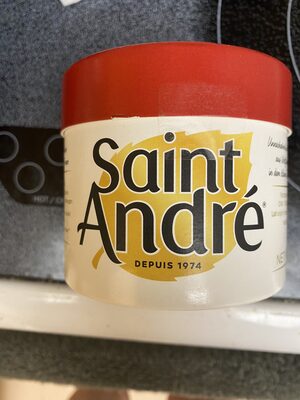 Saint
André®
DEPUIS 1974